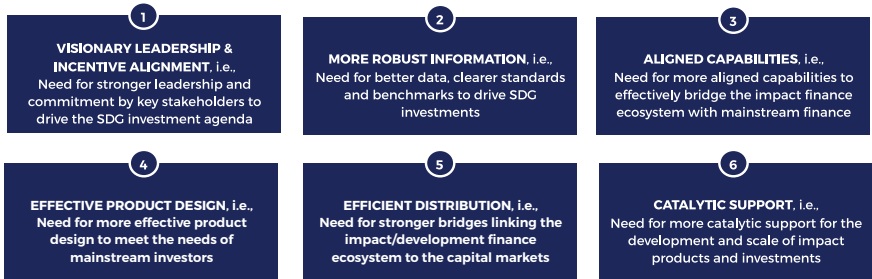 1
VISIONARY LEADERSHIP &
INCENTIVE ALIGNMENT, i.e.,
Need for stronger leadership and
commitment by key stakeholders to
drive the SDG investment agenda
2
MORE ROBUST INFORMATION, i.e.,
Need for better data, clearer standards
and benchmarks to drive SDG
investments
3
ALIGNED CAPABILITIES, i.e.,
Need for more aligned capabilities to
effectively bridge the impact finance
ecosystem with mainstream finance
4
EFFECTIVE PRODUCT DESIGN, i.e.,
Need for more effective product
design to meet the needs of
mainstream investors
5
EFFICIENT DISTRIBUTION, i.e.,
Need for stronger bridges linking the
impact/development finance
ecosystem to the capital markets
6
CATALYTIC SUPPORT, i.e.,
Need for more catalytic support for the
development and scale of impact
products and investments